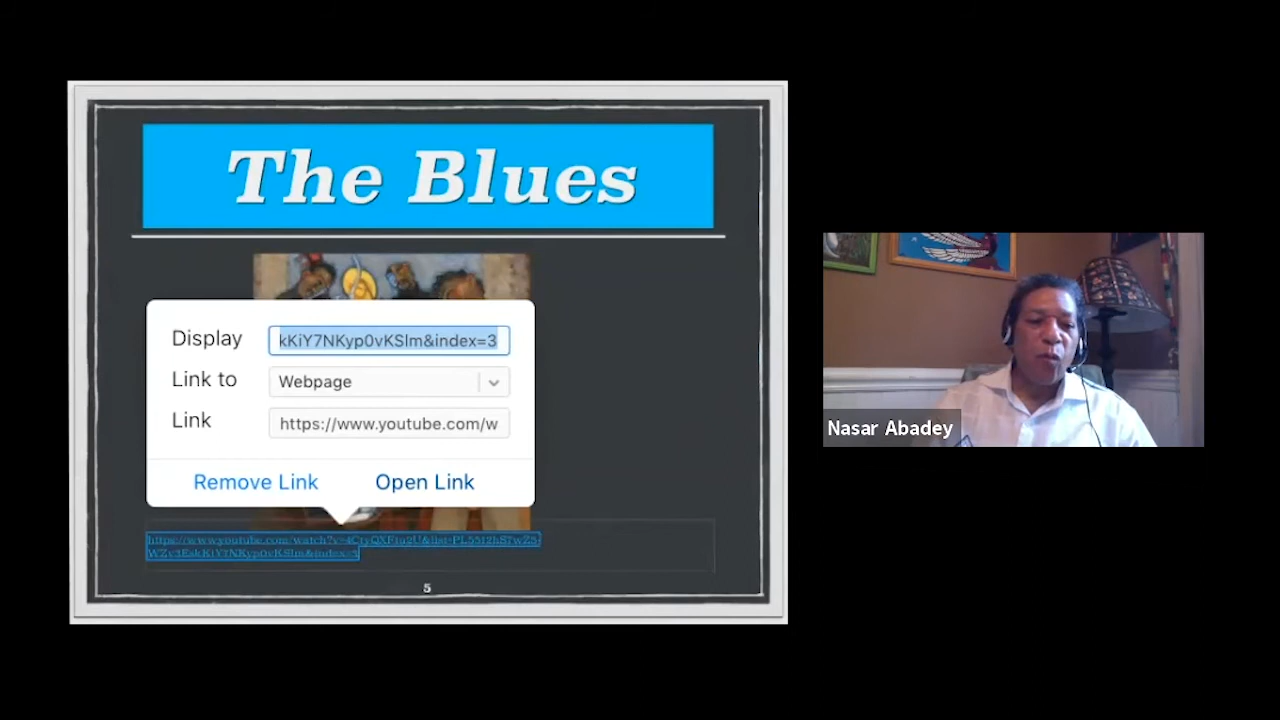 The Blues
Display
kKiY7NKyp0vKSlm&index=3
Link to
Webpage
Link
https://www.youtube.com/w
Remove Link
Open Link
5
Nasar Abadey